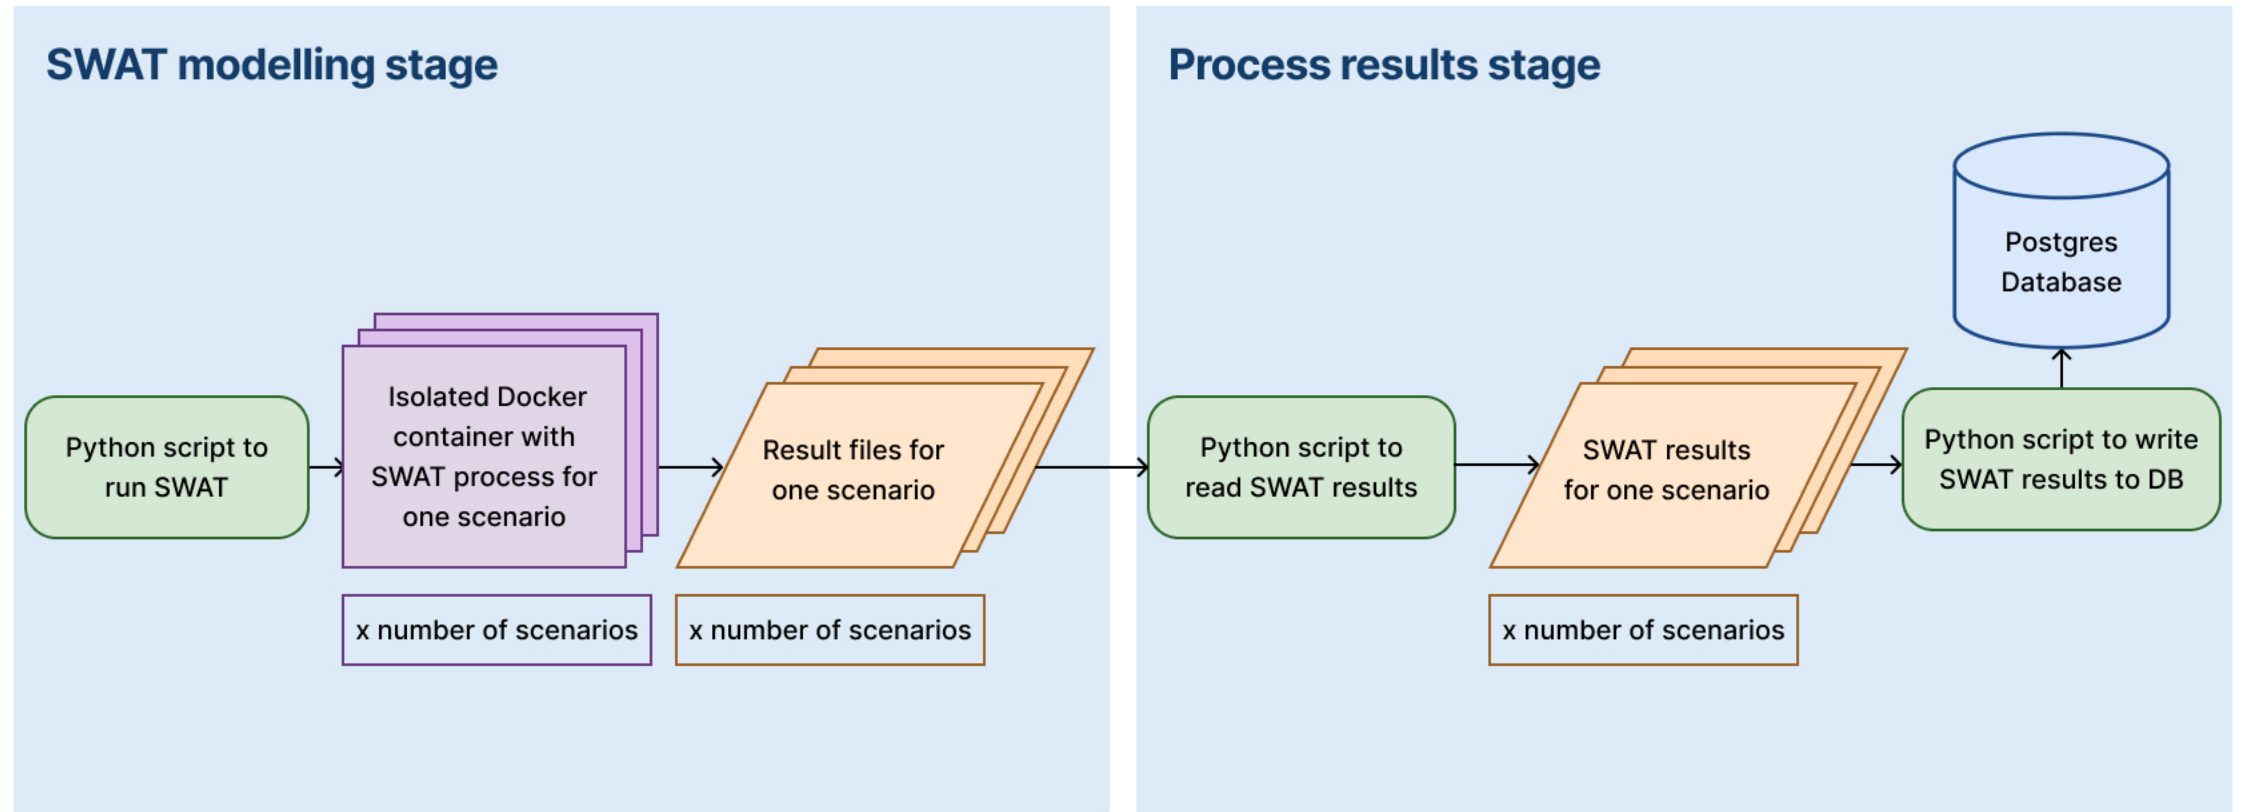 SWAT modelling stage
Python script to
run SWAT
Isolated Docker
container with
SWAT process for
one scenario
x number of scenarios
Result files for
one scenario
x number of scenarios
Process results stage
Python script to
read SWAT results
SWAT results
for one scenario
x number of scenarios
Python script to write
SWAT results to DB
Postgres
Database